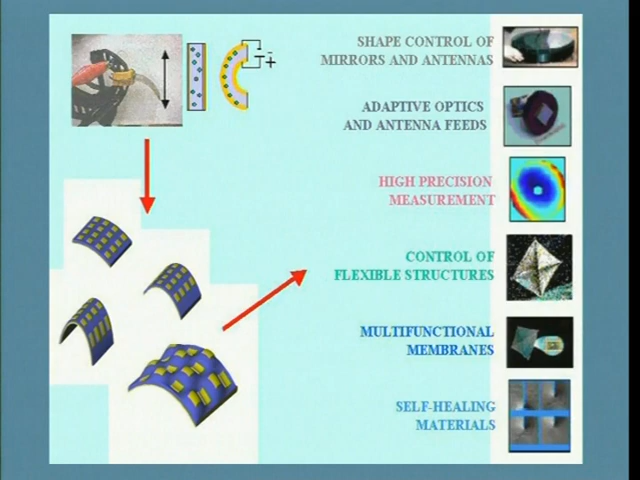 SHAPE CONTROL OF
MIRRORS AND ANTENNAS
ADAPTIVE OPTICS
AND ANTENNA FEEDS
HIGH PRECISION
MEASUREMENT
CONTROL OF
FLEXIBLE STRUCTURES
MULTIFUNCTIONAL
MEMBRANES
SELF-HEALING
MATERIALS